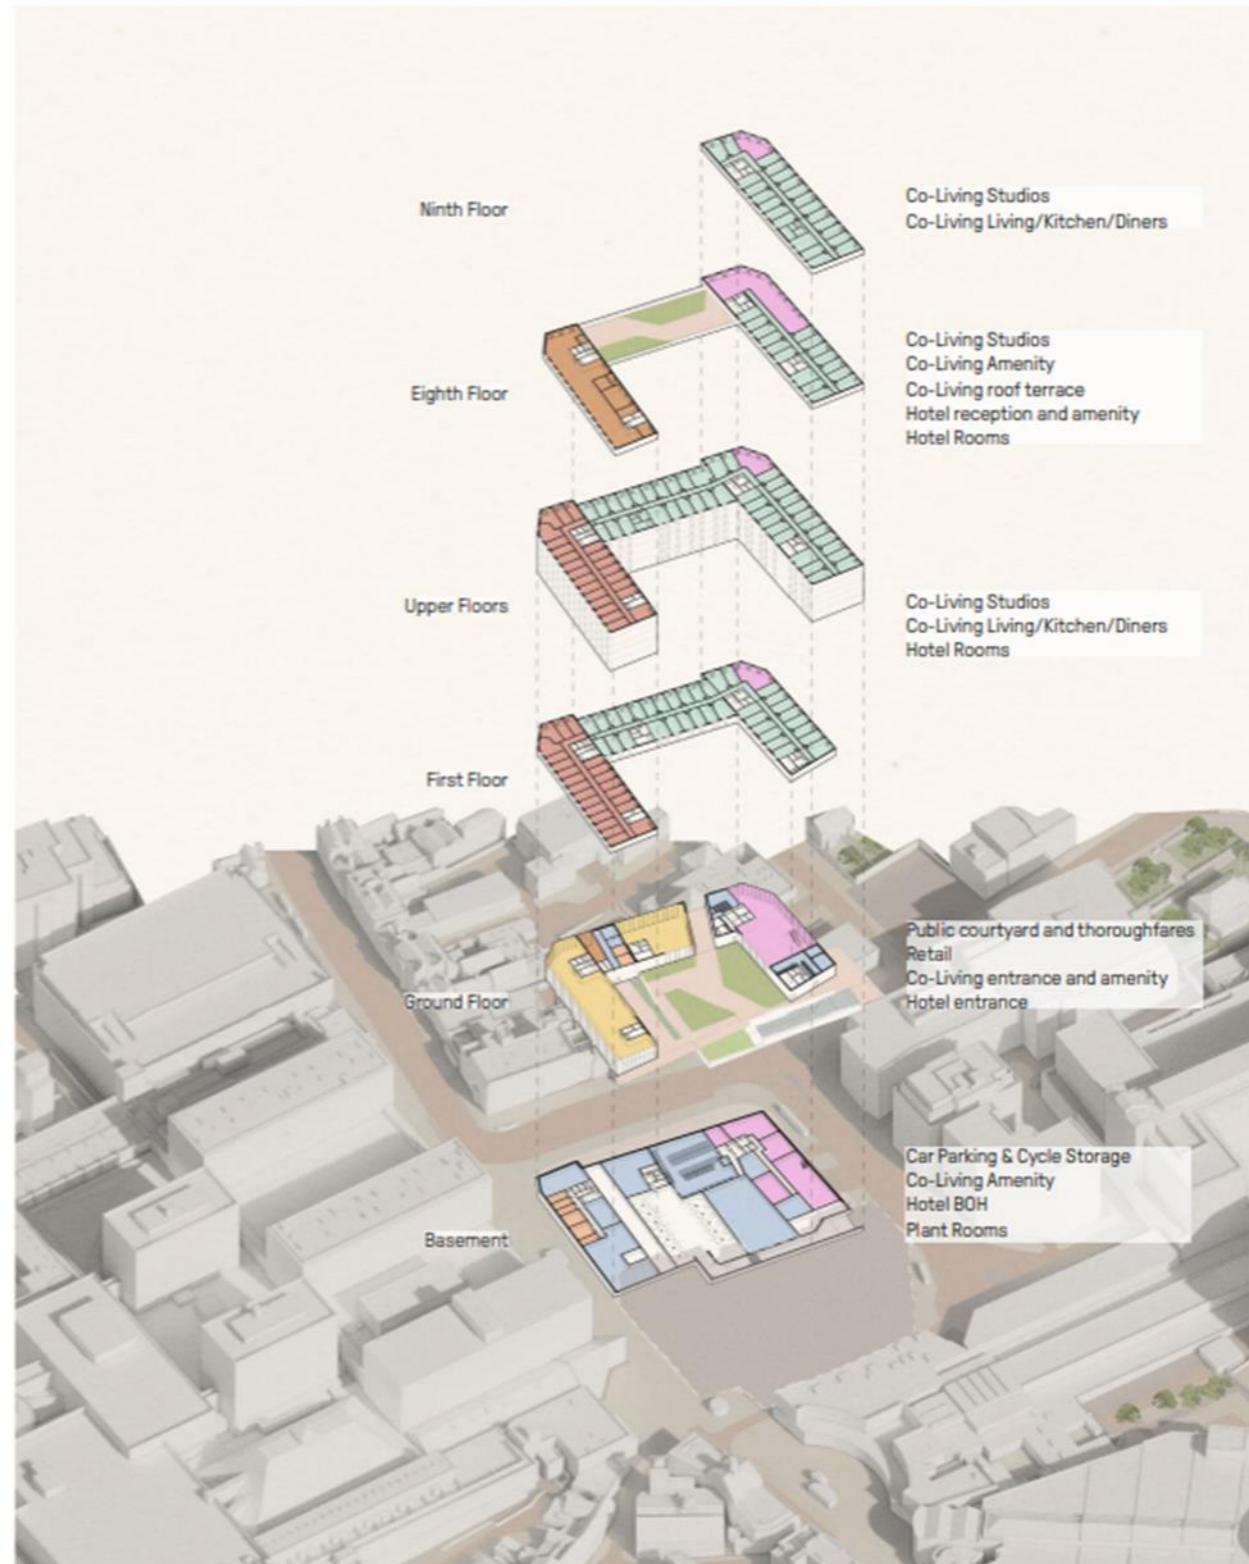 Ninth Floor
Co-Living Studios
Co-Living Living/Kitchen/Diners
Eighth Floor
Co-Living Studios
Co-Living Amenity
Co-Living roof terrace
Hotel reception and amenity
Hotel Rooms
Upper Floors
Co-Living Studios
Co-Living Living/Kitchen/Diners
Hotel Rooms
First Floor
Ground Floor
Public courtyard and thoroughfares
Retail
Co-Living entrance and amenity
Hotel entrance
Basement
Car Parking & Cycle Storage
Co-Living Amenity
Hotel BOH
Plant Rooms